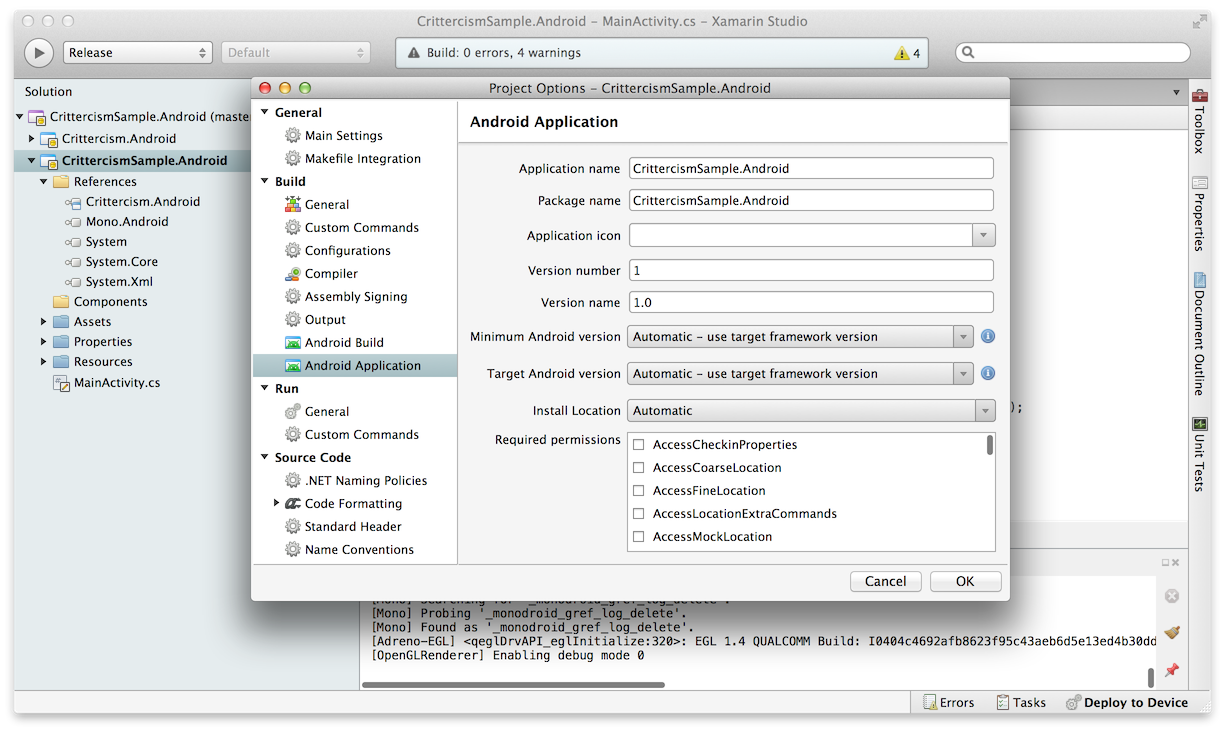 CrittercismSample.Android – MainActivity.cs – Xamarin Studio
Release
Default
Build: 0 errors, 4 warnings
4
Solution
CrittercismSample.Android (maste
Crittercism.Android
CrittercismSample.Android
References
Crittercism.Android
Mono.Android
System
System.Core
System.Xml
Components
Assets
Properties
Resources
MainActivity.cs
Project Options – CrittercismSample.Android
General
Main Settings
Makefile Integration
Build
General
Custom Commands
Configurations
Compiler
Assembly Signing
Output
Android Build
Android Application
Run
General
Custom Commands
Source Code
.NET Naming Policies
Code Formatting
Standard Header
Name Conventions
Android Application
Application name CrittercismSample.Android
Package name CrittercismSample.Android
Application icon
Version number 1
Version name 1.0
Minimum Android version Automatic – use target framework version
Target Android version Automatic – use target framework version
Install Location Automatic
Required permissions
AccessCheckinProperties
AccessCoarseLocation
AccessFineLocation
AccessLocationExtraCommands
AccessMockLocation
Cancel OK
);
Toolbox
Properties
Document Outline
Unit Tests
[Mono] Searching for '_monodroid_gref_log_delete'.
[Mono] Probing '_monodroid_gref_log_delete'.
[Mono] Found as '_monodroid_gref_log_delete'.
[Adreno-EGL] <qeglDrvAPI_eglInitialize:320>: EGL 1.4 QUALCOMM Build: I0404c4692afb8623f95c43aeb6d5e13ed4b30dd
[OpenGLRenderer] Enabling debug mode 0
Errors Tasks Deploy to Device